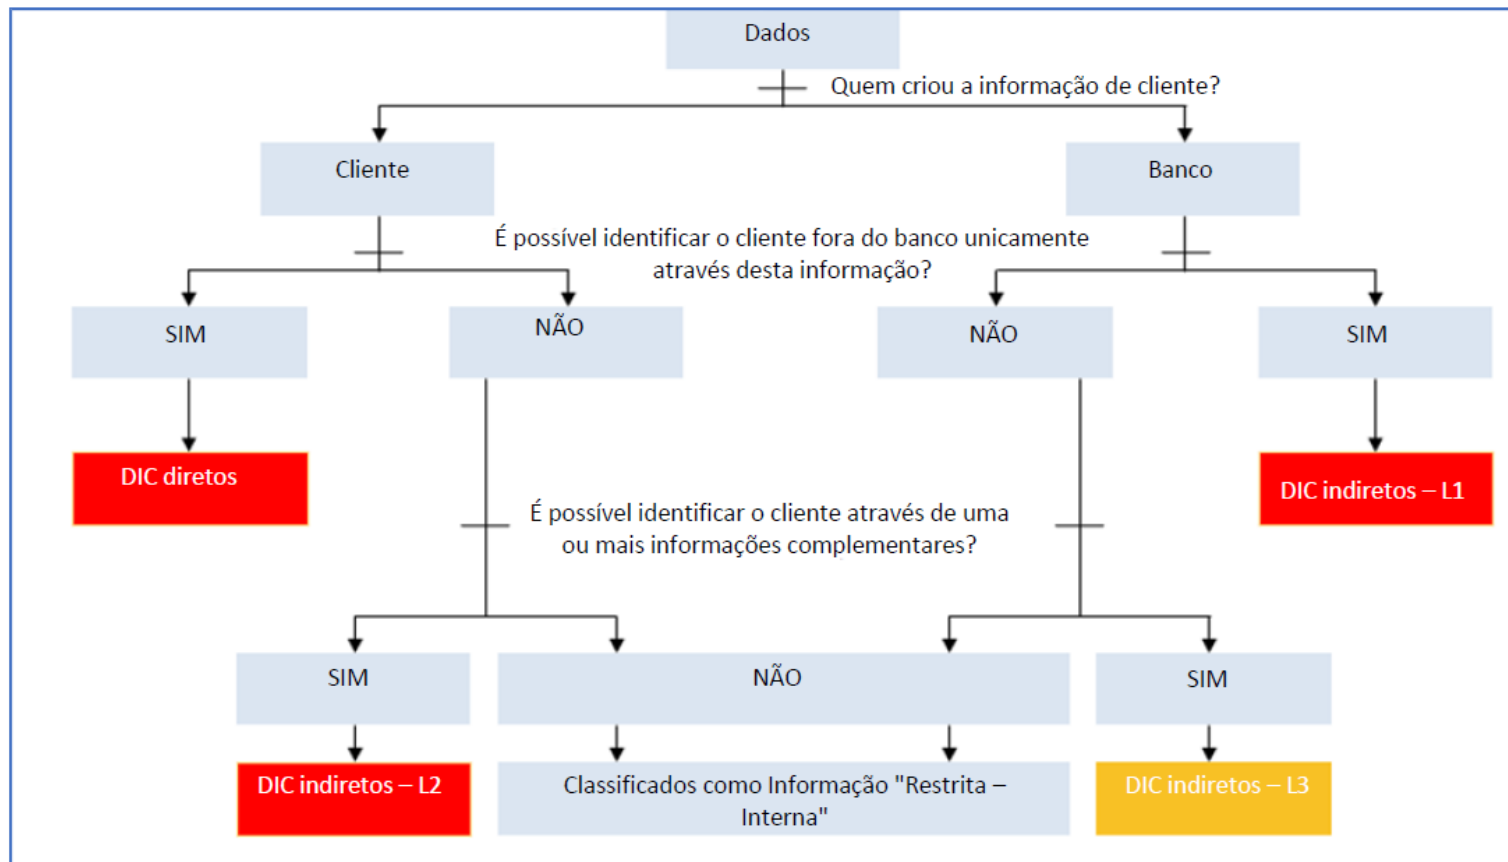 Dados
Quem criou a informação de cliente?
Cliente
Banco
É possível identificar o cliente fora do banco unicamente
através desta informação?
SIM
NÃO
NÃO
SIM
DIC diretos
DIC indiretos – L1
É possível identificar o cliente através de uma
ou mais informações complementares?
SIM
NÃO
SIM
DIC indiretos – L2
Classificados como Informação "Restrita –
Interna"
DIC indiretos – L3